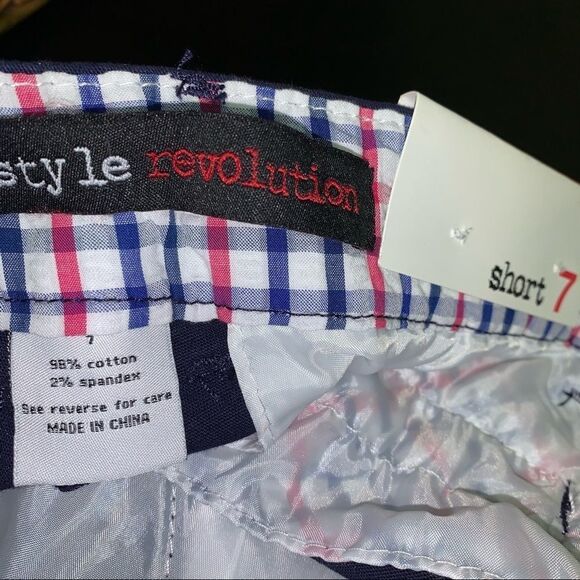 style revolution
short 7
7
98% cotton
2% spandex
See reverse for care
MADE IN CHINA